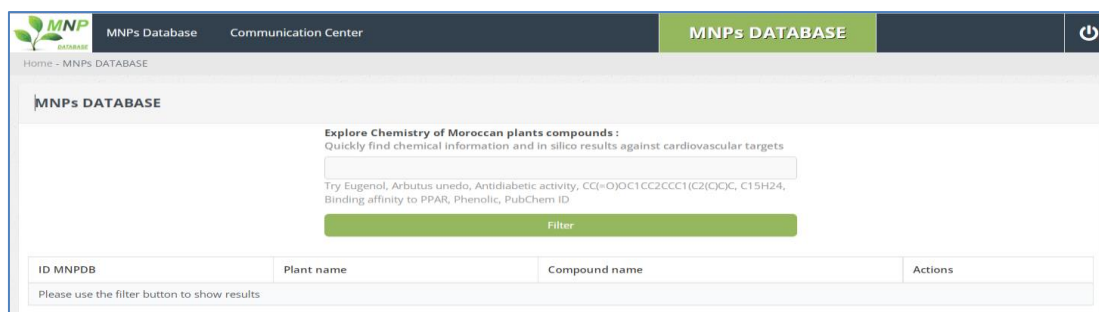 MNP
DATABASE
MNPs Database Communication Center MNPs DATABASE
Home - MNPs DATABASE
MNPs DATABASE
Explore Chemistry of Moroccan plants compounds :
Quickly find chemical information and in silico results against cardiovascular targets
Try Eugenol, Arbutus unedo, Antidiabetic activity, CC(=O)OC1CC2CCC1(C2(C)C)C, C15H24,
Binding affinity to PPAR, Phenolic, PubChem ID
Filter
ID MNPDB Plant name Compound name Actions
Please use the filter button to show results